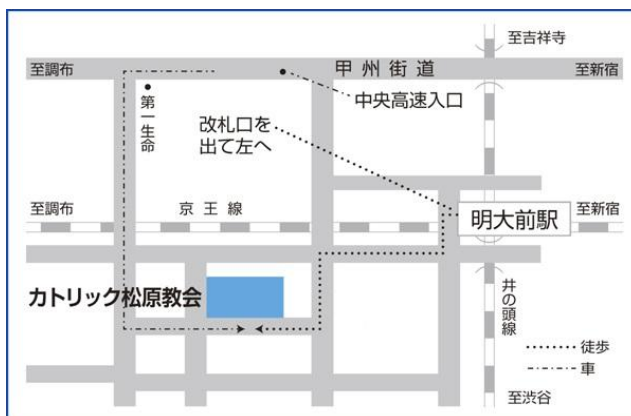 至吉祥寺
至調布
甲州街道
至新宿
中央高速入口
第一生命
改札口を
出て左へ
至調布
京王線
明大前駅
至新宿
カトリック松原教会
井の頭線
徒歩
車
至渋谷